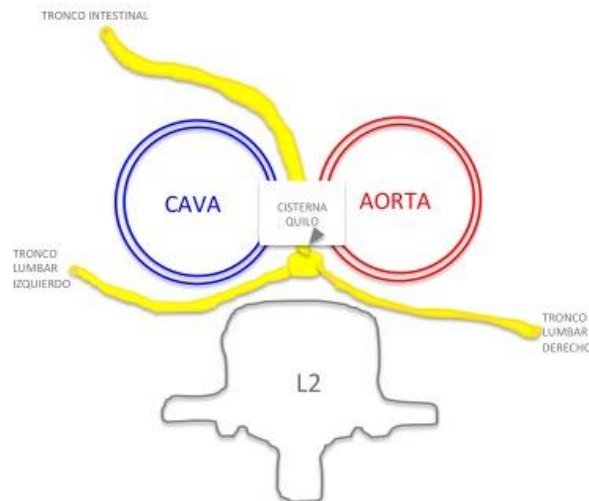 TRONCO INTESTINAL
CAVA
CISTERNA
QUILO
AORTA
TRONCO
LUMBAR
IZQUIERDO
TRONCO
LUMBAR
DERECHO
L2